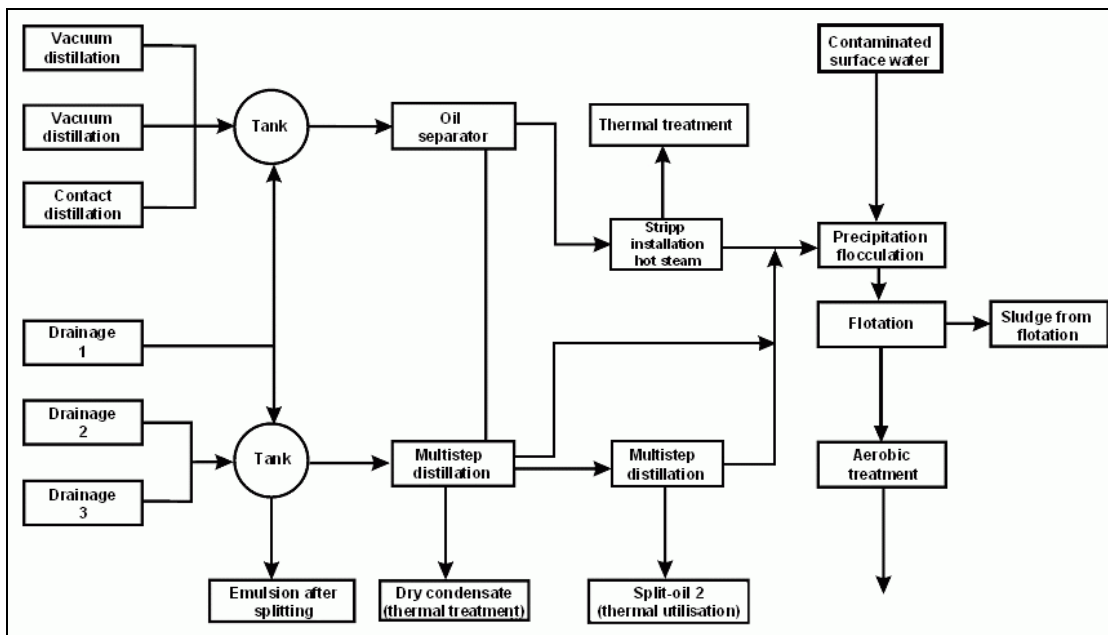 Vacuum
distillation
Vacuum
distillation
Contact
distillation
Drainage
1
Drainage
2
Drainage
3
Tank
Tank
Emulsion after
splitting
Oil
separator
Multistep
distillation
Dry condensate
(thermal treatment)
Thermal treatment
Stripp
installation
hot steam
Multistep
distillation
Split-oil 2
(thermal utilisation)
Contaminated
surface water
Precipitation
flocculation
Flotation
Sludge from
flotation
Aerobic
treatment